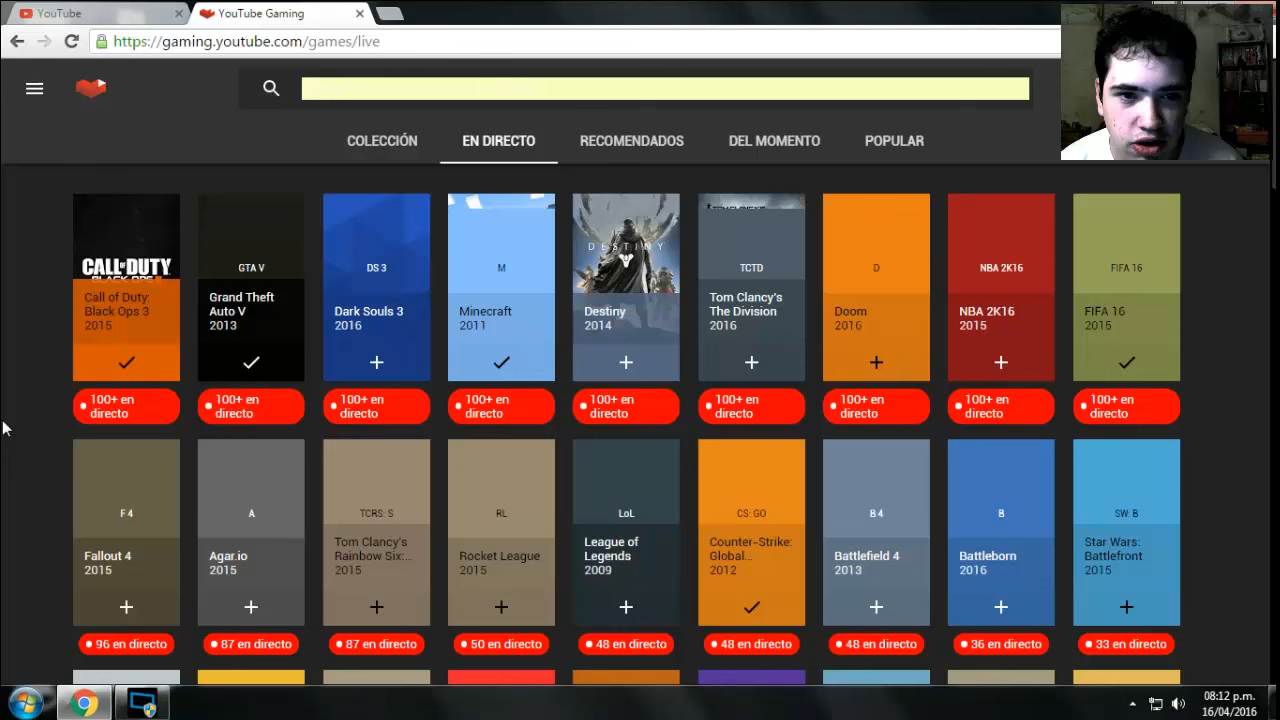 YouTube
YouTube Gaming
https://gaming.youtube.com/games/live
COLECCIÓN
EN DIRECTO
RECOMENDADOS
DEL MOMENTO
POPULAR
CALL OF DUTY
BLACK OPS
Call of Duty:
Black Ops 3
2015
100+ en
directo
GTA V
Grand Theft
Auto V
2013
100+ en
directo
DS 3
Dark Souls 3
2016
100+ en
directo
M
Minecraft
2011
100+ en
directo
DESTINY
Destiny
2014
100+ en
directo
TCTD
Tom Clancy's
The Division
2016
100+ en
directo
D
Doom
2016
100+ en
directo
NBA 2K16
NBA 2K16
2015
100+ en
directo
FIFA 16
FIFA 16
2015
100+ en
directo
F 4
Fallout 4
2015
96 en directo
A
Agar.io
2015
87 en directo
TCRS: S
Tom Clancy's
Rainbow Six:...
2015
87 en directo
RL
Rocket League
2015
50 en directo
LoL
League of
Legends
2009
48 en directo
CS: GO
Counter-Strike:
Global...
2012
48 en directo
B 4
Battlefield 4
2013
48 en directo
B
Battleborn
2016
36 en directo
SW: B
Star Wars:
Battlefront
2015
33 en directo
08:12 p.m.
16/04/2016